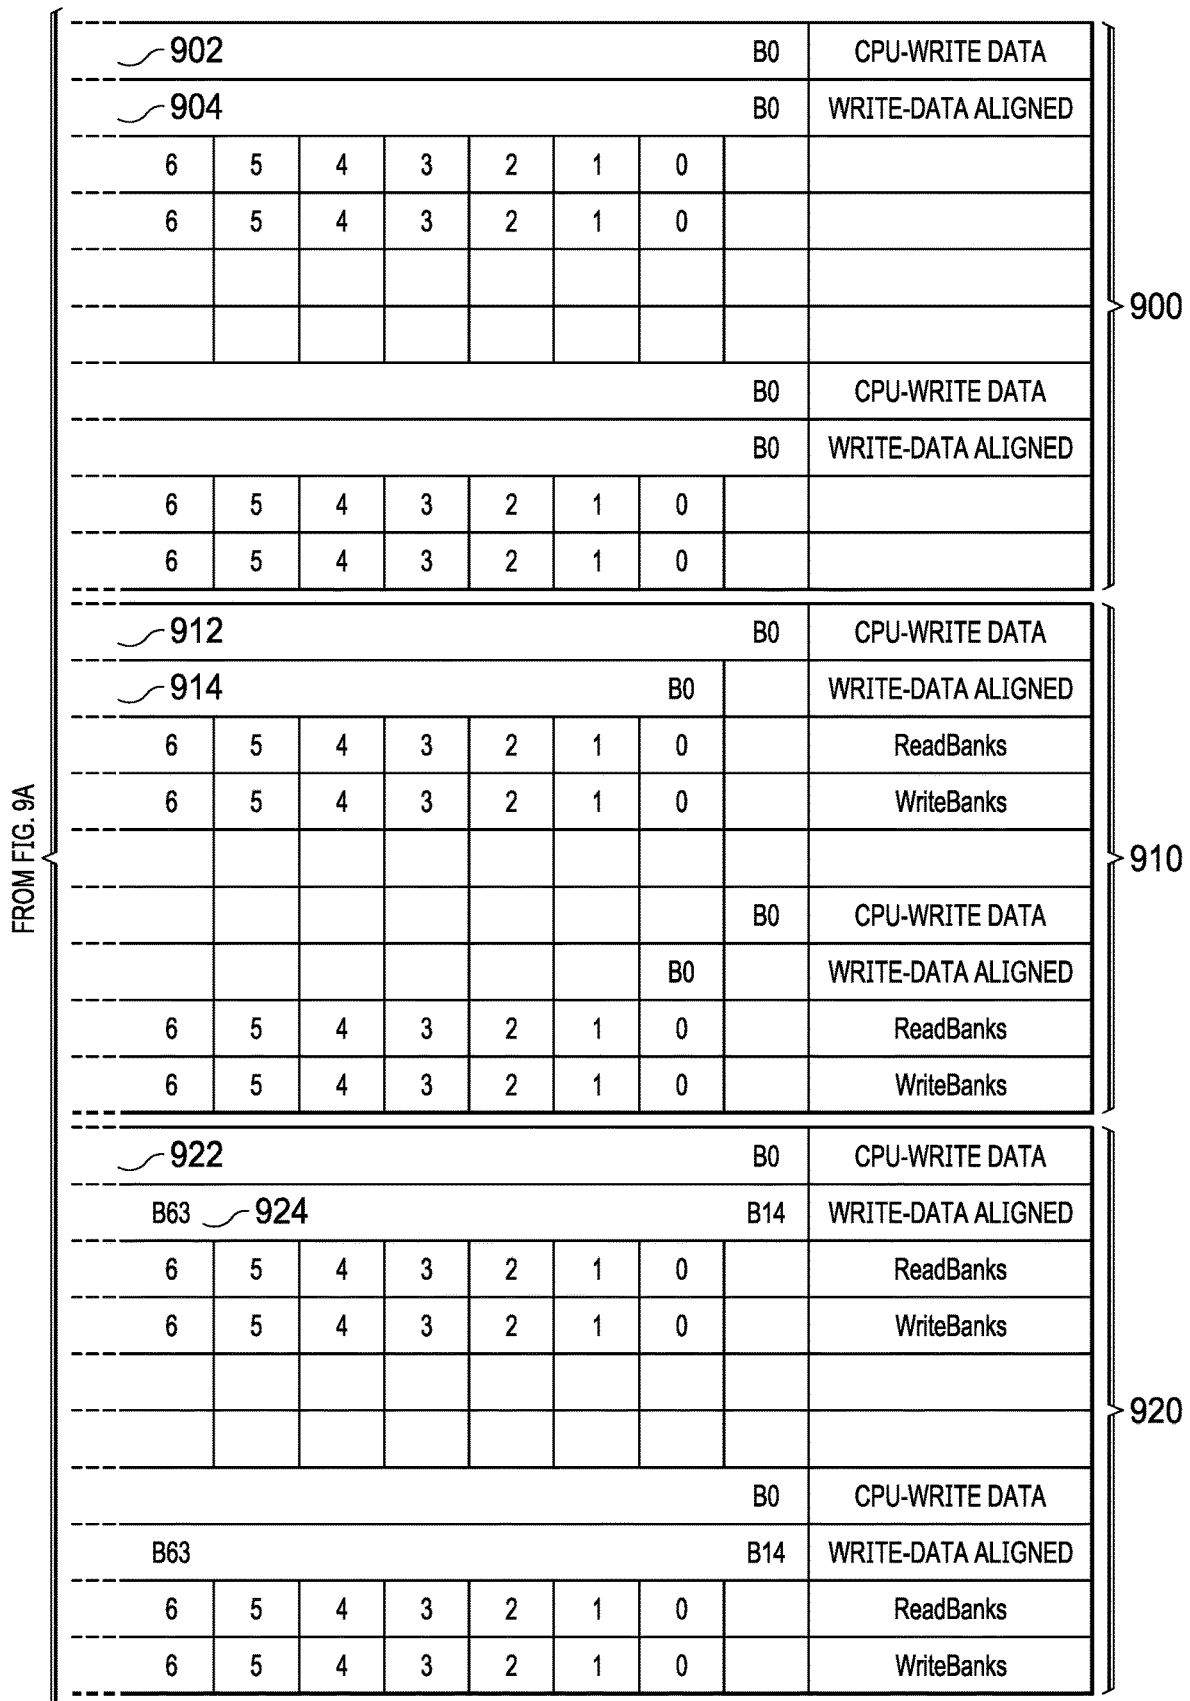 902 B0 CPU-WRITE DATA
904 B0 WRITE-DATA ALIGNED
6 5 4 3 2 1 0
6 5 4 3 2 1 0
900
B0 CPU-WRITE DATA
B0 WRITE-DATA ALIGNED
6 5 4 3 2 1 0
6 5 4 3 2 1 0
912 B0 CPU-WRITE DATA
914 B0 WRITE-DATA ALIGNED
6 5 4 3 2 1 0 ReadBanks
6 5 4 3 2 1 0 WriteBanks
FROM FIG. 9A
910
B0 CPU-WRITE DATA
B0 WRITE-DATA ALIGNED
6 5 4 3 2 1 0 ReadBanks
6 5 4 3 2 1 0 WriteBanks
922 B0 CPU-WRITE DATA
B63 924 B14 WRITE-DATA ALIGNED
6 5 4 3 2 1 0 ReadBanks
6 5 4 3 2 1 0 WriteBanks
920
B0 CPU-WRITE DATA
B63 B14 WRITE-DATA ALIGNED
6 5 4 3 2 1 0 ReadBanks
6 5 4 3 2 1 0 WriteBanks